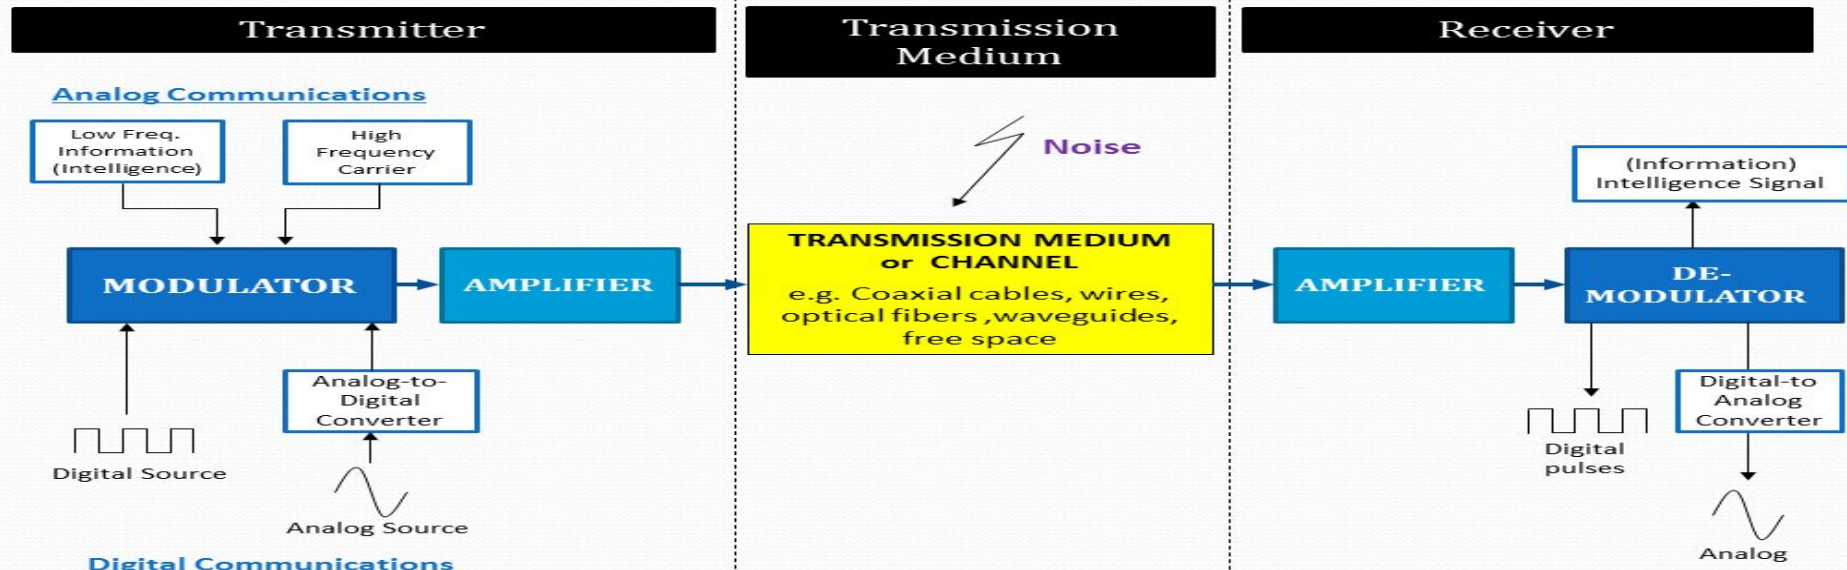 Transmitter
Transmission
Medium
Receiver
Analog Communications
Low Freq.
Information
(Intelligence)
High
Frequency
Carrier
Noise
(Information)
Intelligence Signal
MODULATOR
AMPLIFIER
TRANSMISSION MEDIUM
or CHANNEL
e.g. Coaxial cables, wires,
optical fibers ,waveguides,
free space
AMPLIFIER
DE-
MODULATOR
Analog-to-
Digital
Converter
Digital-to
Analog
Converter
Digital Source
Analog Source
Digital
pulses
Analog
Digital Communications